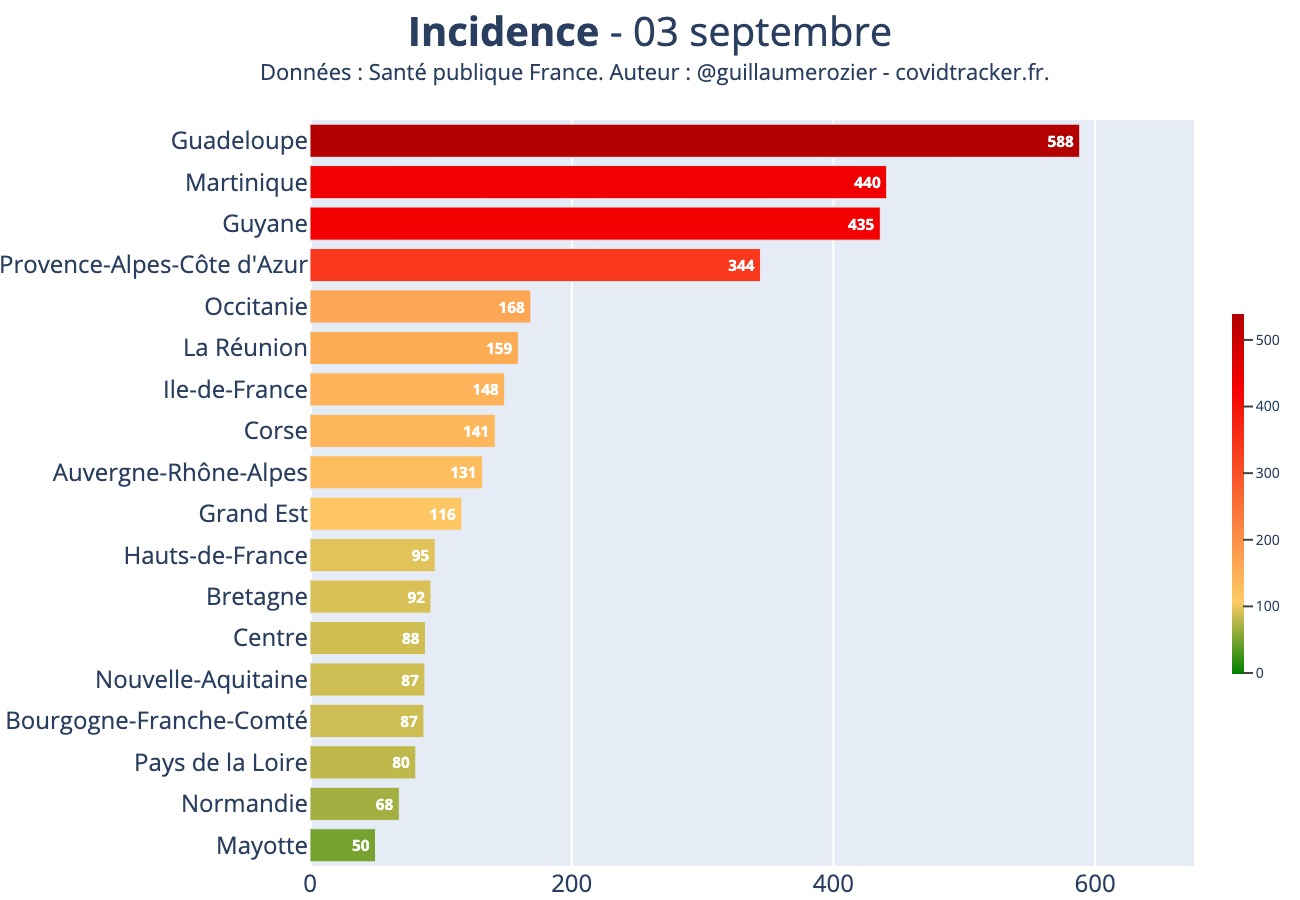 Incidence - 03 septembre
Données : Santé publique France. Auteur : @guillaumerozier - covidtracker.fr.
Guadeloupe 588
Martinique 440
Guyane 435
Provence-Alpes-Côte d'Azur 344
Occitanie 168
La Réunion 159
Ile-de-France 148
Corse 141
Auvergne-Rhône-Alpes 131
Grand Est 116
Hauts-de-France 95
Bretagne 92
Centre 88
Nouvelle-Aquitaine 87
Bourgogne-Franche-Comté 87
Pays de la Loire 80
Normandie 68
Mayotte 50
0 200 400 600
500
400
300
200
100
0